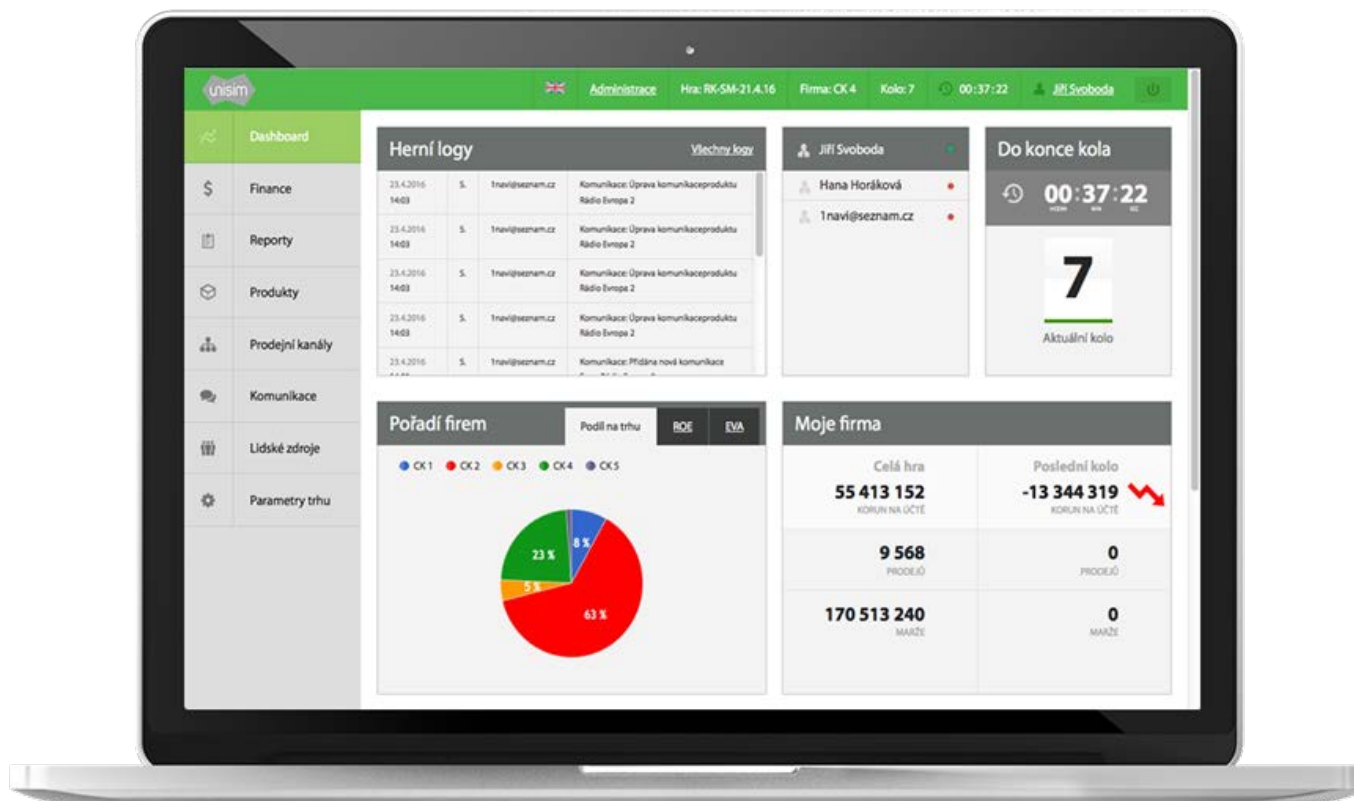 unisim
Administrace Hra: RK-SM-21.4.16 Firma: CK 4 Kolo: 7 00:37:22 Jiří Svoboda
Dashboard
Finance
Reporty
Produkty
Prodejní kanály
Komunikace
Lidské zdroje
Parametry trhu
Herní logy Všechny logy
23.4.2016 5. 1navi@seznam.cz Komunikace: Úprava komunikaceproduktu
14:03 Rádio Evropa 2
23.4.2016 5. 1navi@seznam.cz Komunikace: Úprava komunikaceproduktu
14:03 Rádio Evropa 2
23.4.2016 5. 1navi@seznam.cz Komunikace: Úprava komunikaceproduktu
14:03 Rádio Evropa 2
23.4.2016 5. 1navi@seznam.cz Komunikace: Úprava komunikaceproduktu
14:03 Rádio Evropa 2
23.4.2016 5. 1navi@seznam.cz Komunikace: Přidána nová komunikace
Jiří Svoboda
Hana Horáková
1navi@seznam.cz
Do konce kola
00:37:22
7
Aktuální kolo
Pořadí firem Podíl na trhu ROE EVA
CK 1 CK 2 CK 3 CK 4 CK 5
8 %
23 %
5 %
63 %
Moje firma
Celá hra Poslední kolo
55 413 152 -13 344 319
KORUN NA ÚČTĚ KORUN NA ÚČTĚ
9 568 0
PRODEJŮ PRODEJŮ
170 513 240 0
MARŽE MARŽE